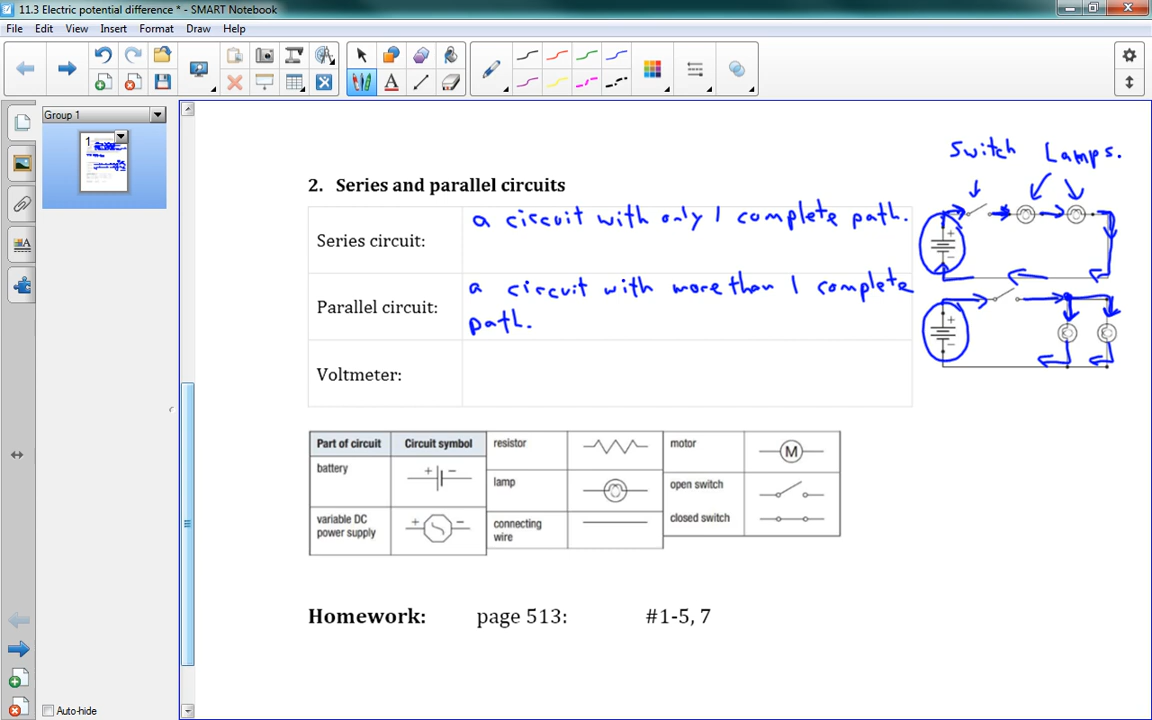 11.3 Electric potential difference * - SMART Notebook
File Edit View Insert Format Draw Help
Group 1
1
Switch Lamps.
2. Series and parallel circuits
Series circuit: a circuit with only 1 complete path.
Parallel circuit: a circuit with more than 1 complete
path.
Voltmeter:
+
−
+
−
Part of circuit Circuit symbol resistor motor M
battery + − lamp open switch
variable DC
power supply + − connecting
wire closed switch
Homework: page 513: #1-5, 7
Auto-hide